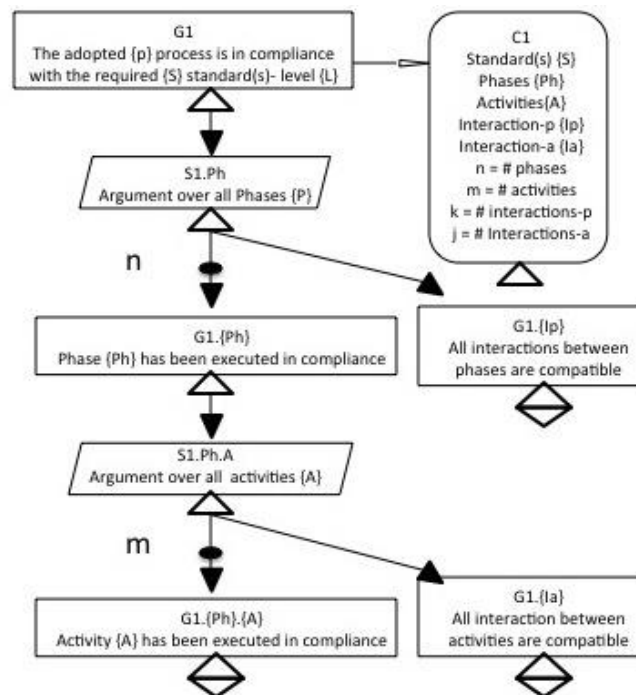 G1
The adopted {p} process is in compliance
with the required {S} standard(s)- level {L}
C1
Standard(s) {S}
Phases {Ph}
Activities{A}
Interaction-p {Ip}
Interaction-a {Ia}
n = # phases
m = # activities
k = # interactions-p
j = # Interactions-a
S1.Ph
Argument over all Phases {P}
n
G1.{Ph}
Phase {Ph} has been executed in compliance
G1.{Ip}
All interactions between
phases are compatible
S1.Ph.A
Argument over all activities {A}
m
G1.{Ph}.{A}
Activity {A} has been executed in compliance
G1.{Ia}
All interaction between
activities are compatible